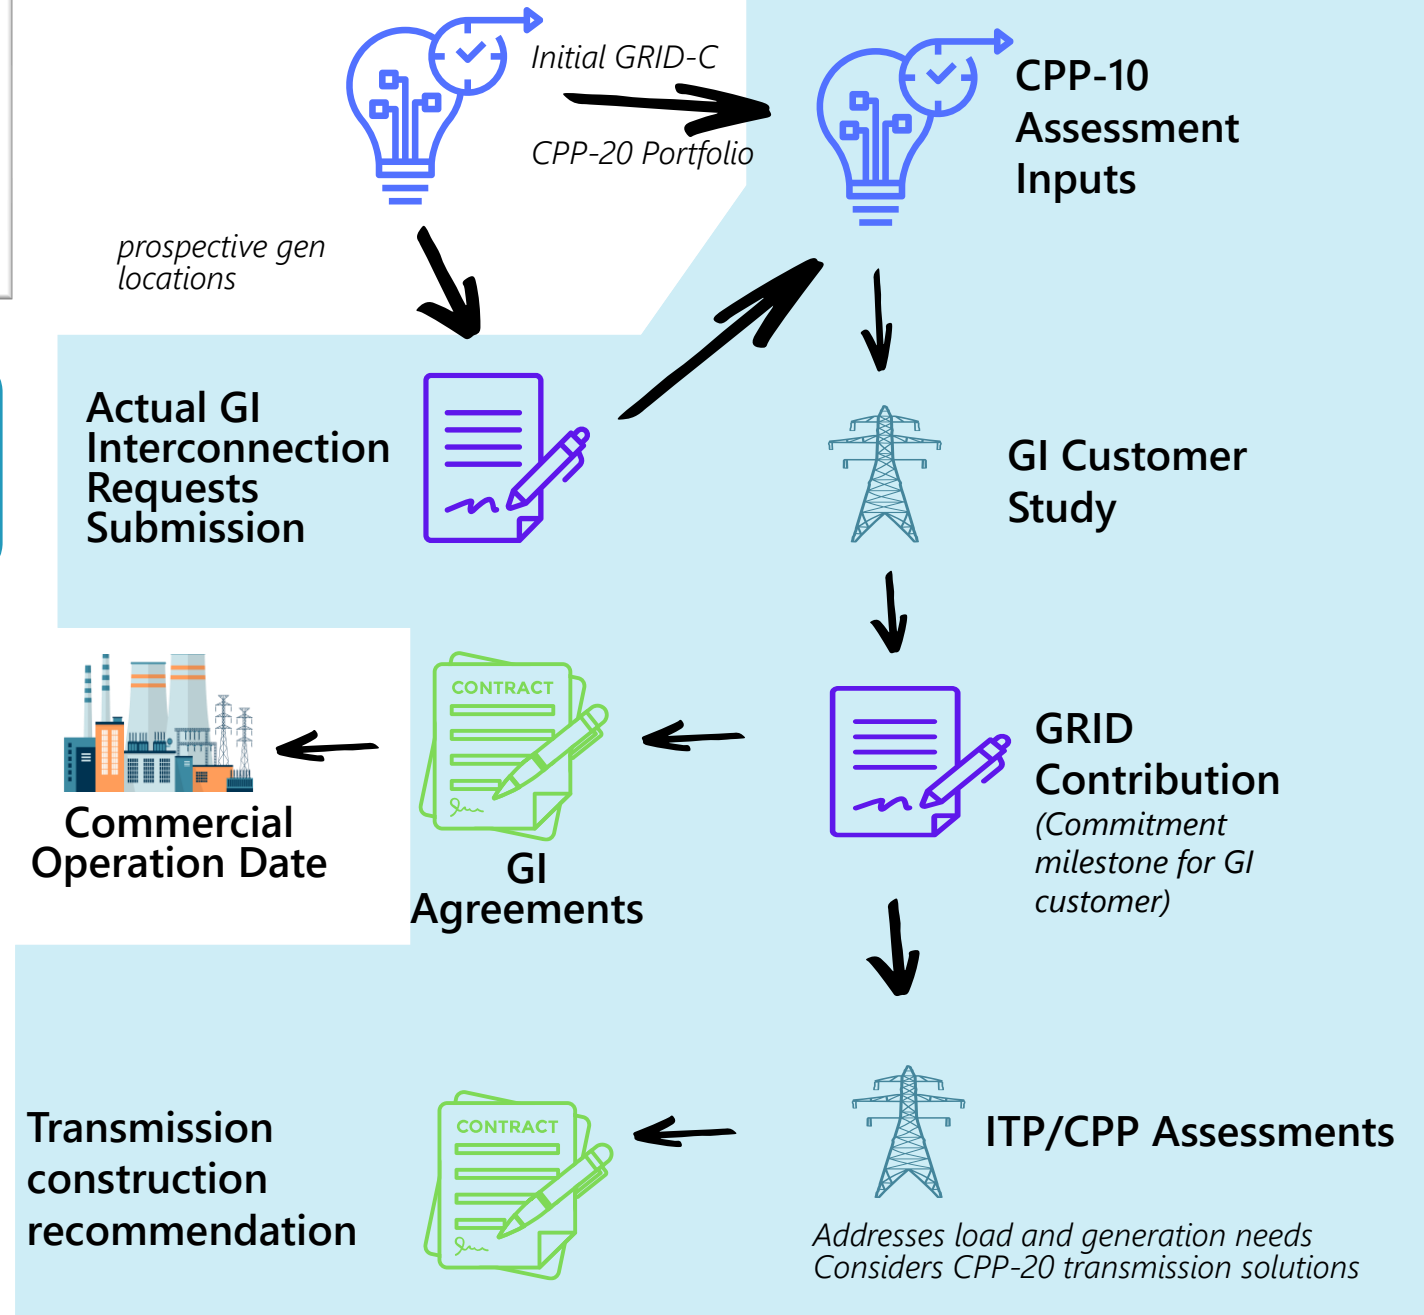 Initial GRID-C
CPP-20 Portfolio
CPP-10
Assessment
Inputs
prospective gen
locations
Actual GI
Interconnection
Requests
Submission
GI Customer
Study
CONTRACT
GRID
Contribution
(Commitment
milestone for GI
customer)
Commercial
Operation Date
GI
Agreements
Transmission
construction
recommendation
CONTRACT
ITP/CPP Assessments
Addresses load and generation needs
Considers CPP-20 transmission solutions